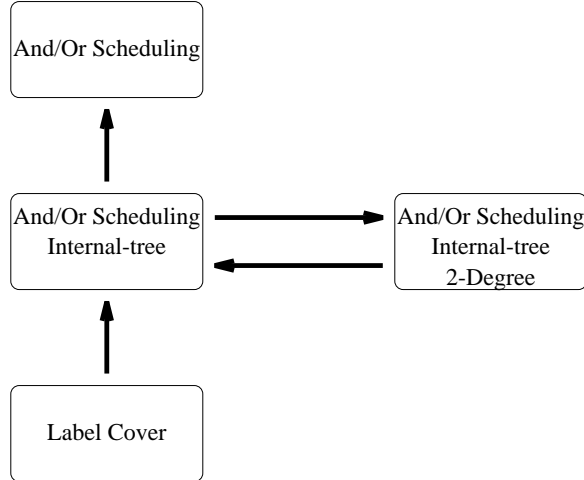 And/Or Scheduling
And/Or Scheduling
Internal-tree
And/Or Scheduling
Internal-tree
2-Degree
Label Cover